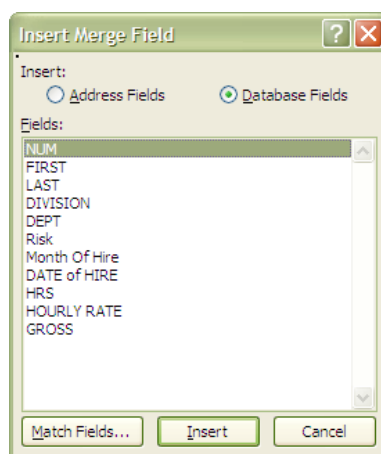 Insert Merge Field
Insert:
Address Fields Database Fields
Fields:
NUM
FIRST
LAST
DIVISION
DEPT
Risk
Month Of Hire
DATE of HIRE
HRS
HOURLY RATE
GROSS
Match Fields... Insert Cancel